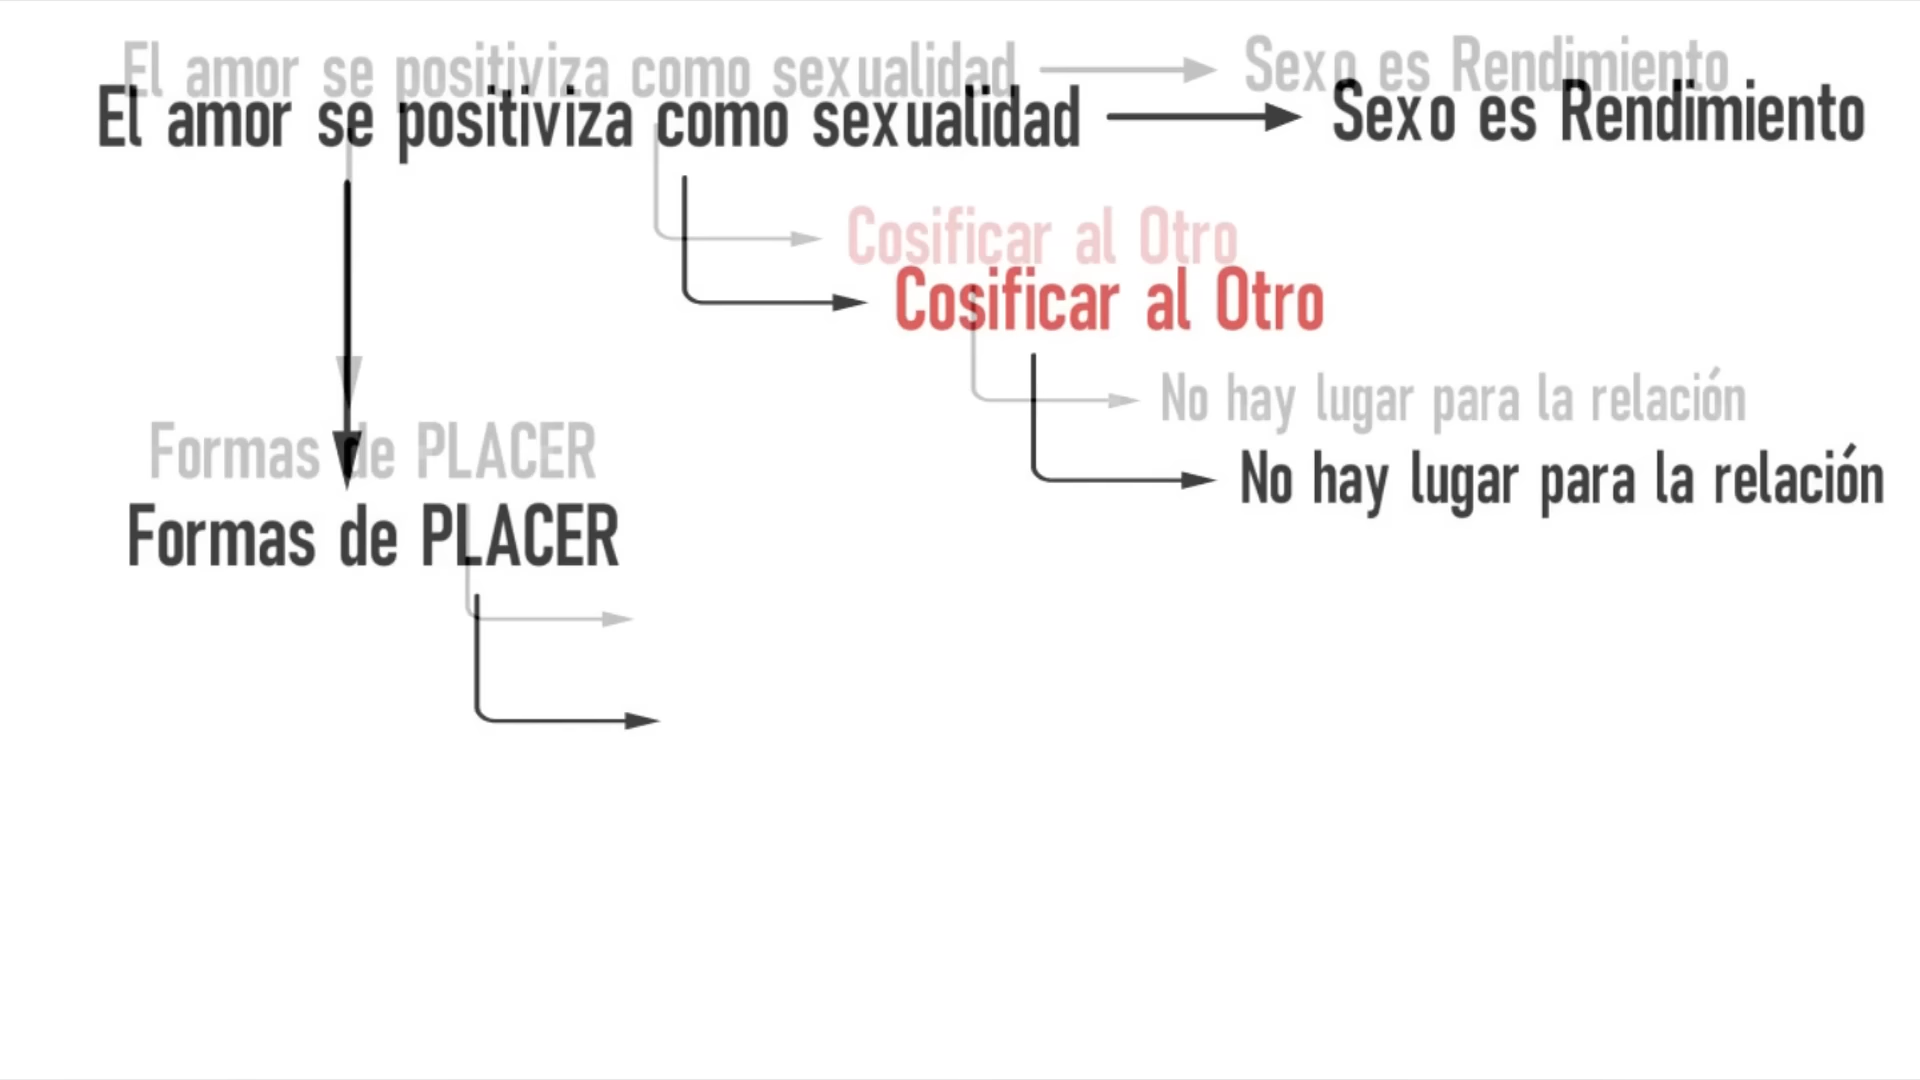 El amor se positiviza como sexualidad
Sexo es Rendimiento
El amor se positiviza como sexualidad
Sexo es Rendimiento
Cosificar al Otro
Cosificar al Otro
No hay lugar para la relación
No hay lugar para la relación
Formas de PLACER
Formas de PLACER